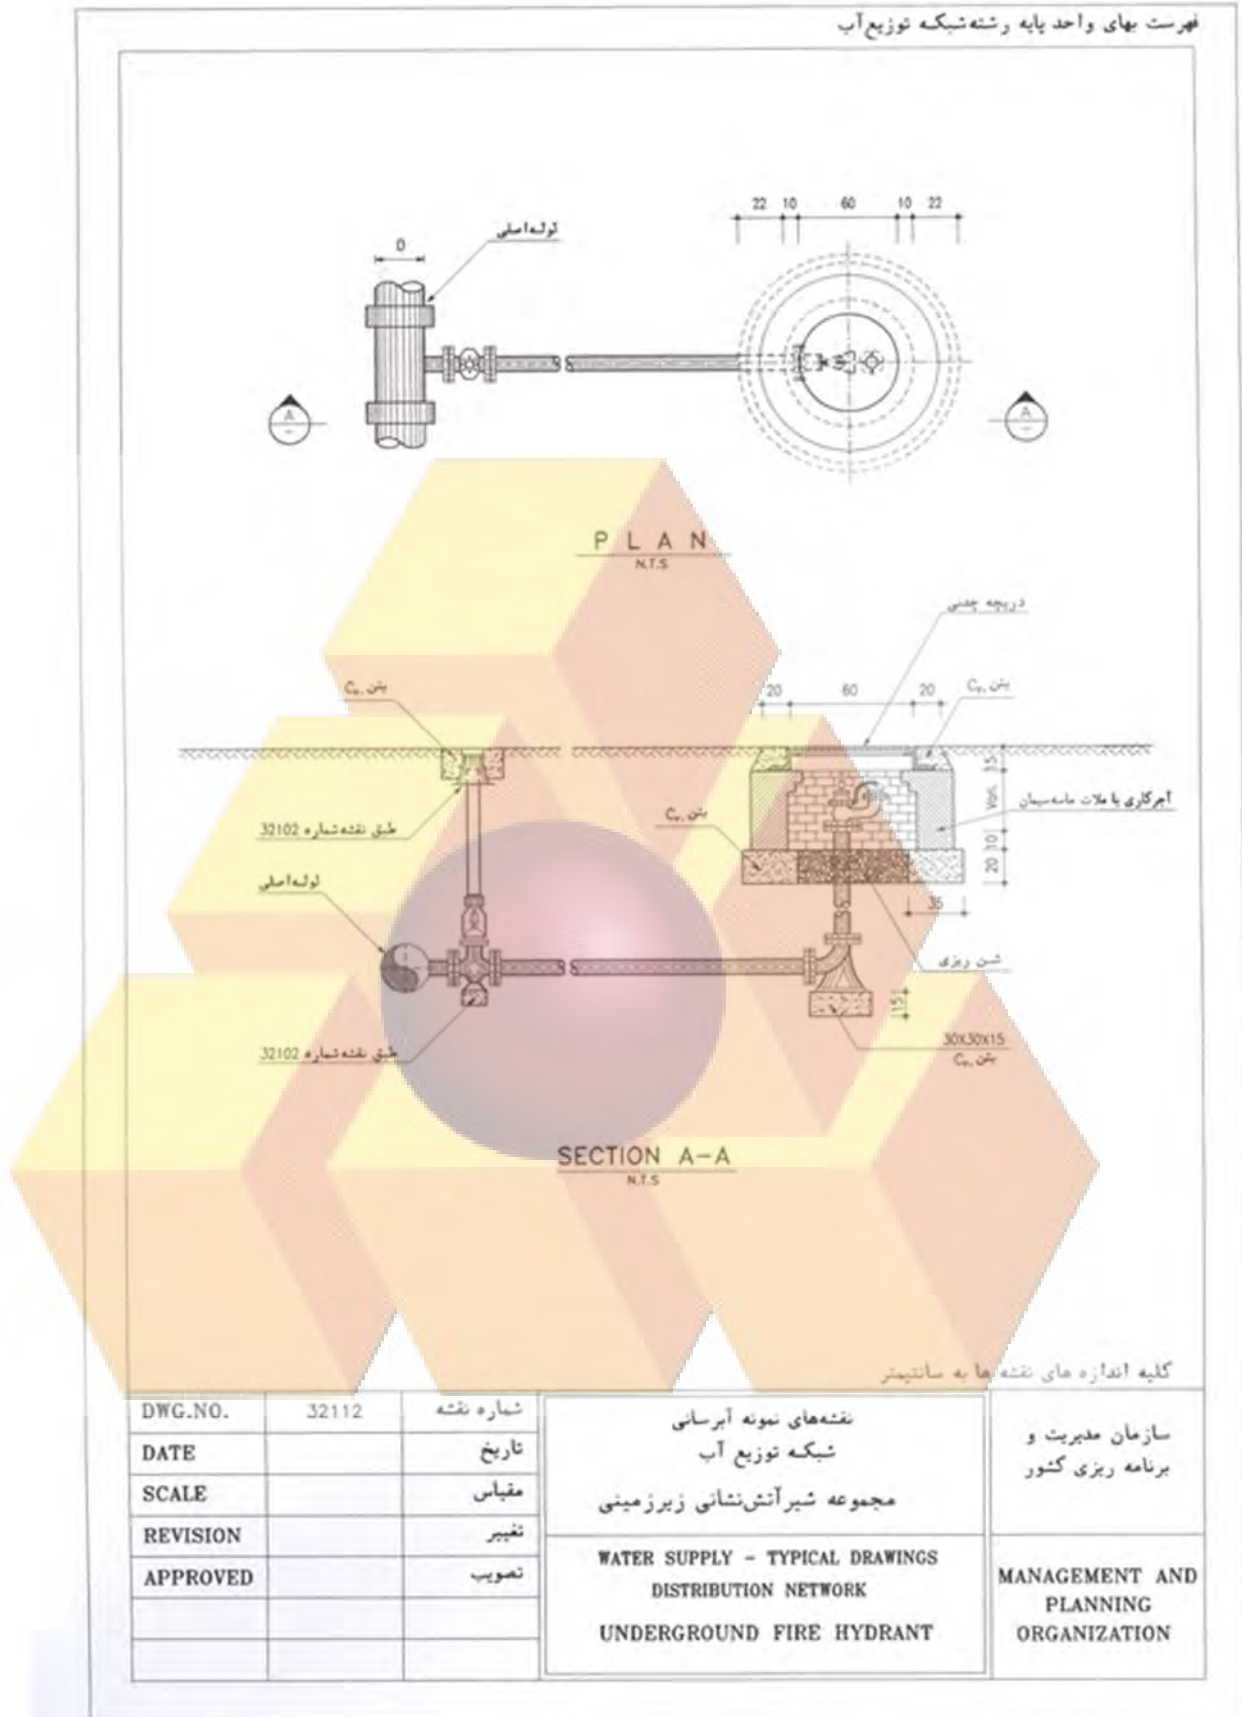 فهرست بهای واحد پایه رشته شبکه توزیع آب
22 10 60 10 22
لوله اصلی
D
A
A
PLAN
N.T.S
دریچه چدنی
بتن
20 60 20
بتن
15
Vari.
10
20
آجرکاری با ملات ماسه سیمان
بتن
طبق نقشه شماره 32102
لوله اصلی
35
شن ریزی
15
طبق نقشه شماره 32102
30X30X15
بتن
SECTION A-A
N.T.S
کلیه اندازه های نقشه ها به سانتیمتر
DWG.NO. 32112 شماره نقشه
DATE تاریخ
SCALE مقیاس
REVISION تغییر
APPROVED تصویب
نقشه‌های نمونه آبرسانی
شبکه توزیع آب
مجموعه شیر آتش‌نشانی زیرزمینی
WATER SUPPLY - TYPICAL DRAWINGS
DISTRIBUTION NETWORK
UNDERGROUND FIRE HYDRANT
سازمان مدیریت و
برنامه ریزی کشور
MANAGEMENT AND
PLANNING
ORGANIZATION